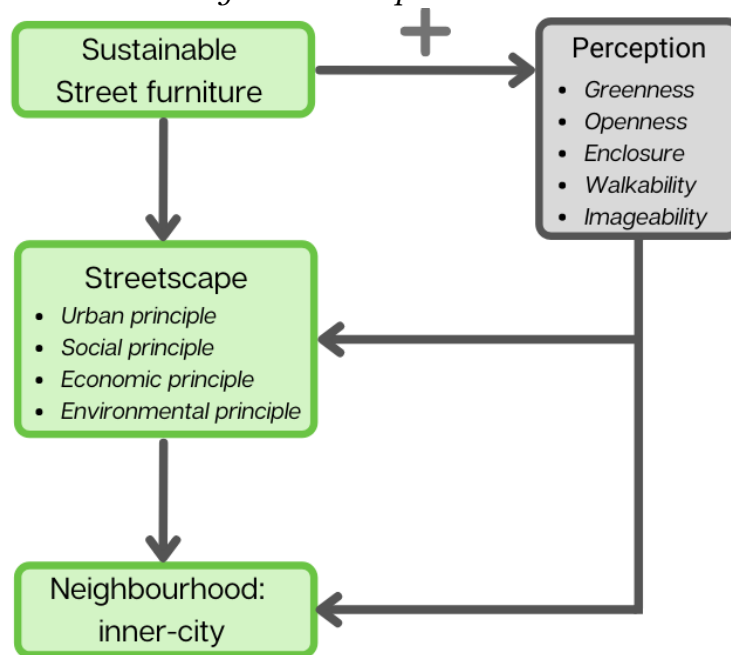 Sustainable
Street furniture
+
Perception
• Greenness
• Openness
• Enclosure
• Walkability
• Imageability
Streetscape
• Urban principle
• Social principle
• Economic principle
• Environmental principle
Neighbourhood:
inner-city